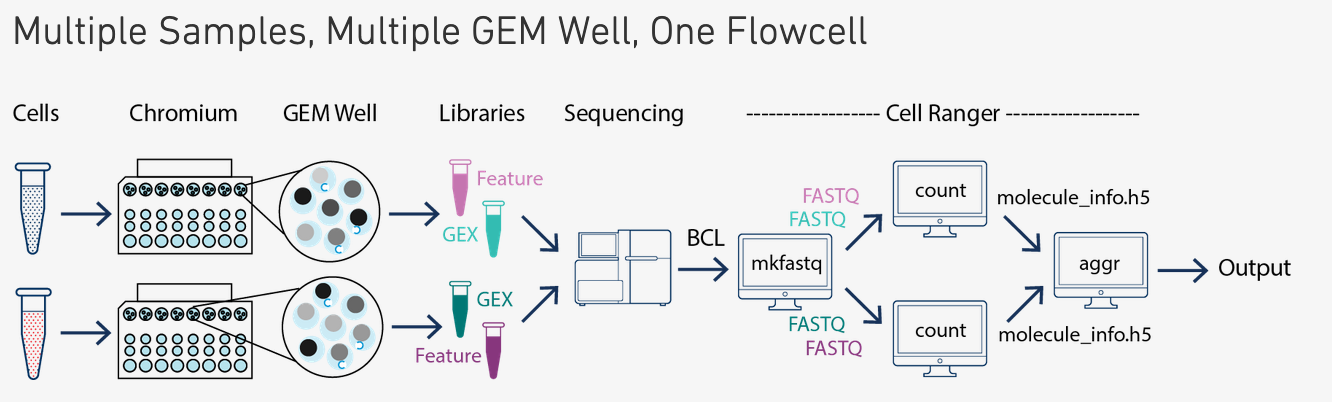 Multiple Samples, Multiple GEM Well, One Flowcell
Cells
Chromium
GEM Well
Libraries
Sequencing
------------------ Cell Ranger ------------------
Feature
GEX
GEX
Feature
BCL
mkfastq
FASTQ
FASTQ
FASTQ
FASTQ
count
molecule_info.h5
count
molecule_info.h5
aggr
Output